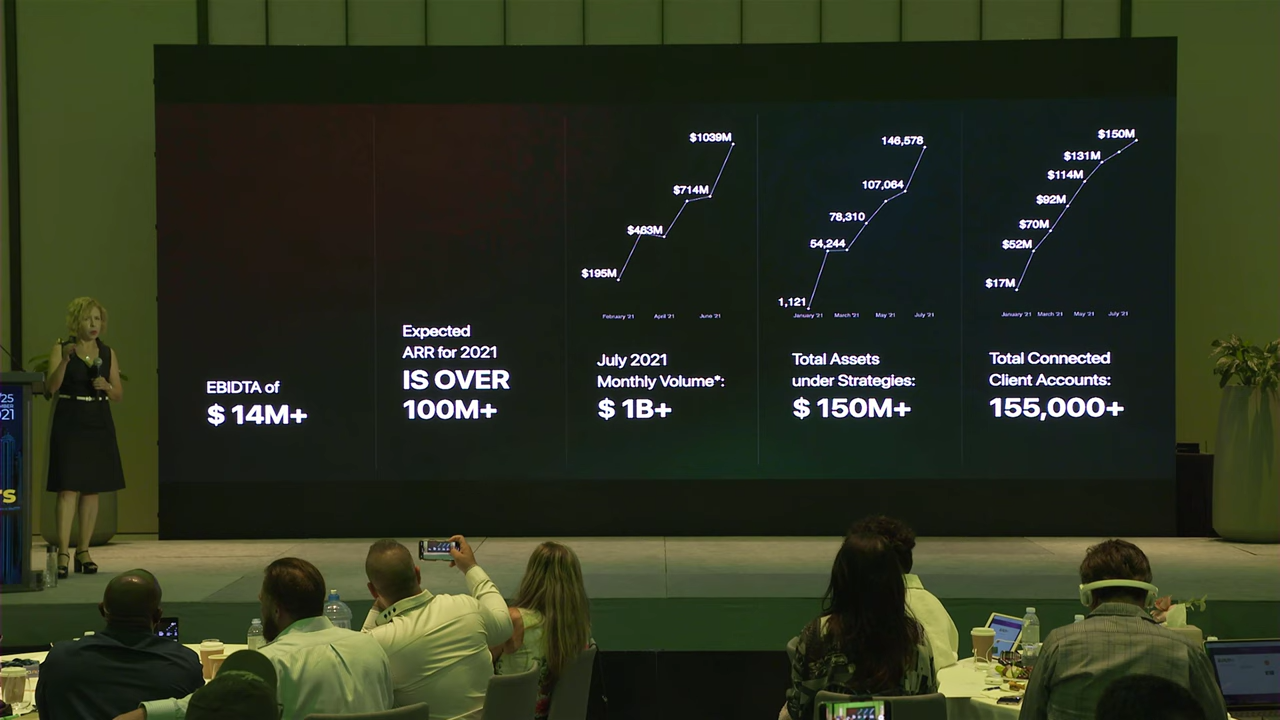 EBIDTA of
$ 14M+
Expected
ARR for 2021
IS OVER
100M+
$1039M
$714M
$463M
$195M
February '21 April '21 June '21
July 2021
Monthly Volume*:
$ 1B+
146,578
107,064
78,310
54,244
1,121
January '21 March '21 May '21 July '21
Total Assets
under Strategies:
$ 150M+
$150M
$131M
$114M
$92M
$70M
$52M
$17M
January '21 March '21 May '21 July '21
Total Connected
Client Accounts:
155,000+